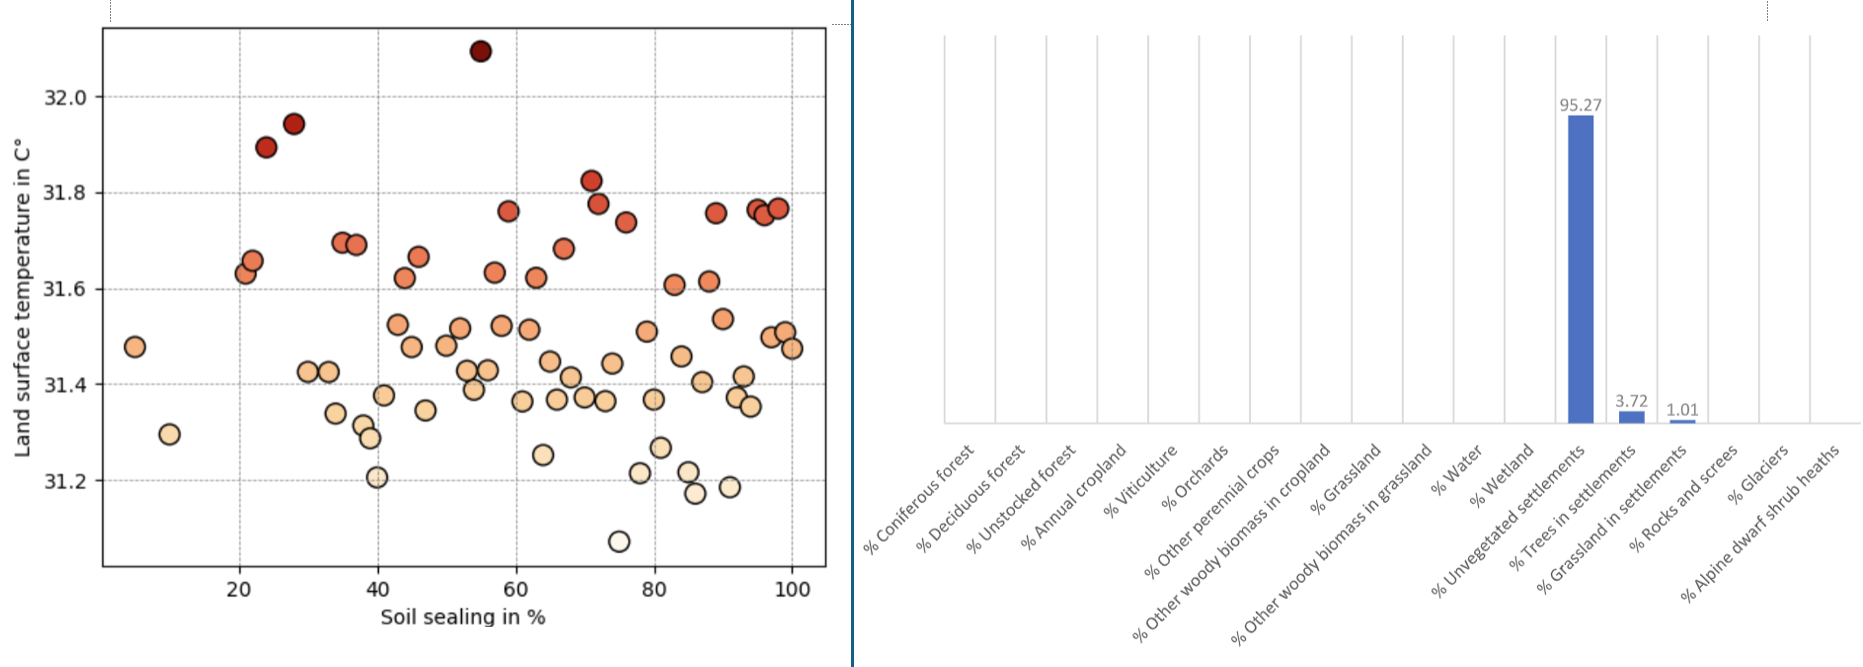 Land surface temperature in C°
32.0
31.8
31.6
31.4
31.2
20 40 60 80 100
Soil sealing in %
95.27
3.72
1.01
% Coniferous forest
% Deciduous forest
% Unstocked forest
% Annual cropland
% Viticulture
% Orchards
% Other perennial crops
% Other woody biomass in cropland
% Grassland
% Other woody biomass in grassland
% Water
% Wetland
% Unvegetated settlements
% Trees in settlements
% Grassland in settlements
% Rocks and screes
% Glaciers
% Alpine dwarf shrub heaths